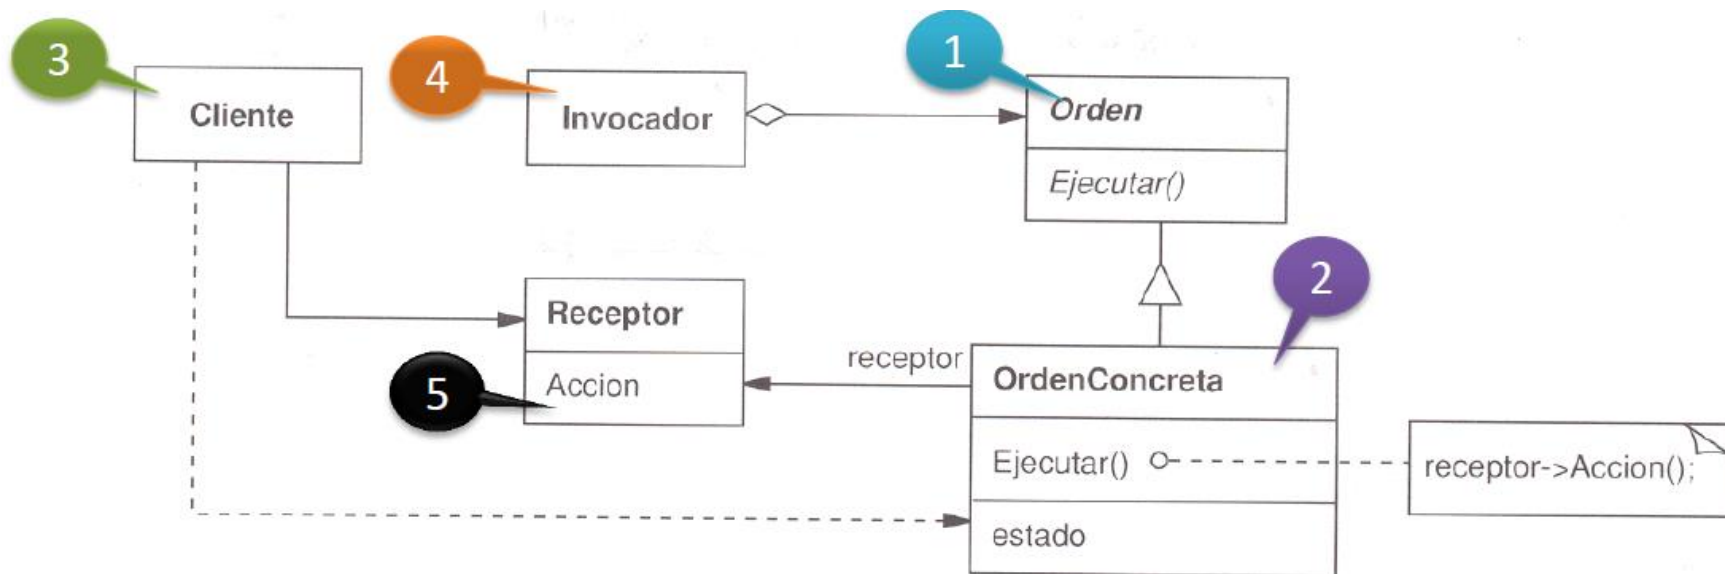 3
Cliente
4
Invocador
1
Orden
Ejecutar()
2
Receptor
Accion
5
receptor
OrdenConcreta
Ejecutar()
estado
receptor->Accion();